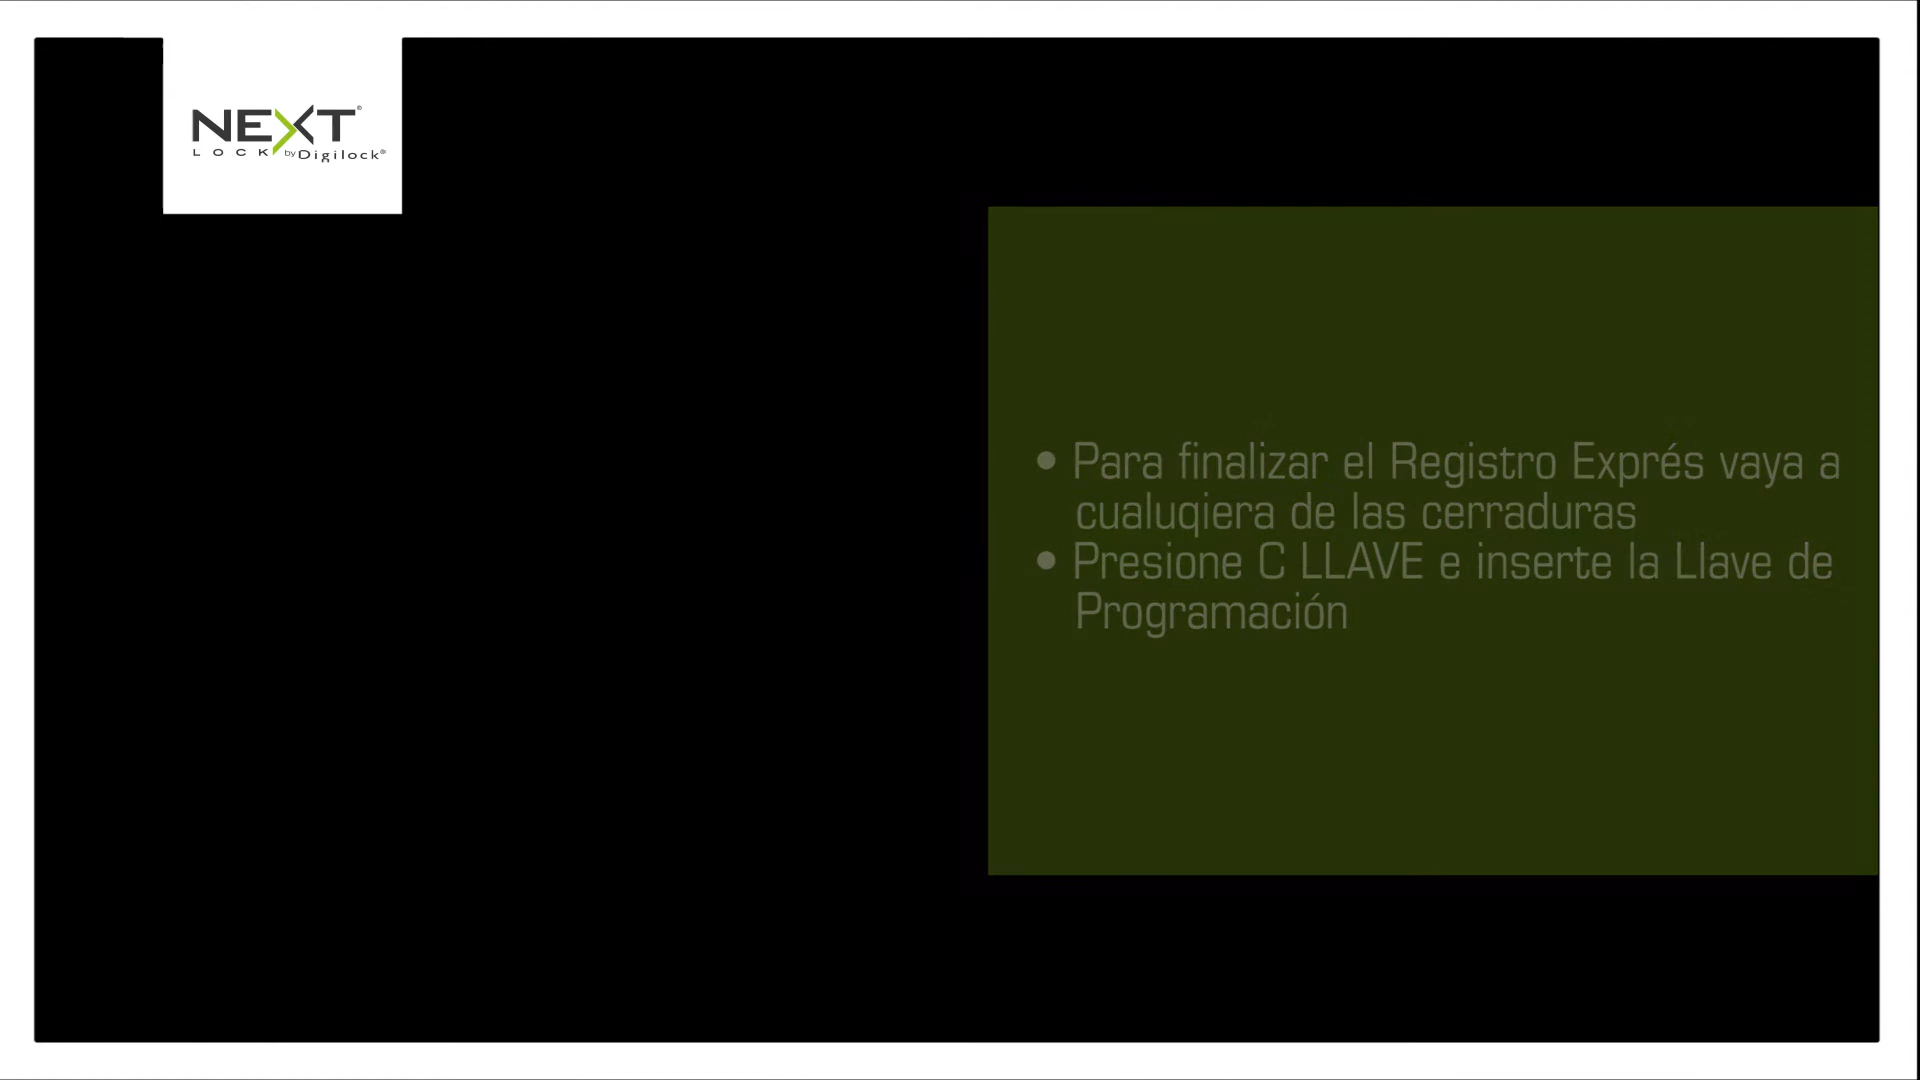 NEXT®
LOCK by Digilock®
• Para finalizar el Registro Exprés vaya a
cualuqiera de las cerraduras
• Presione C LLAVE e inserte la Llave de
Programación